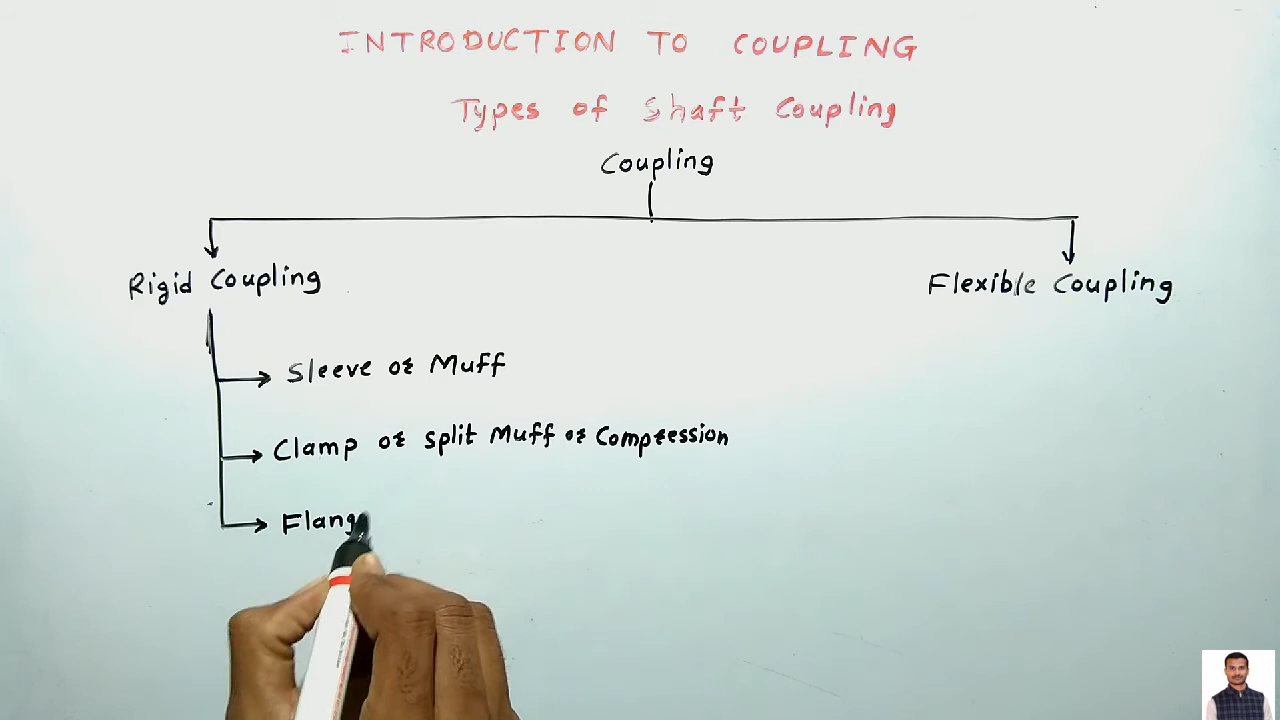 INTRODUCTION TO COUPLING
Types of Shaft Coupling
Coupling
Rigid Coupling
Flexible Coupling
Sleeve or Muff
Clamp or split Muff or Compression
Flang